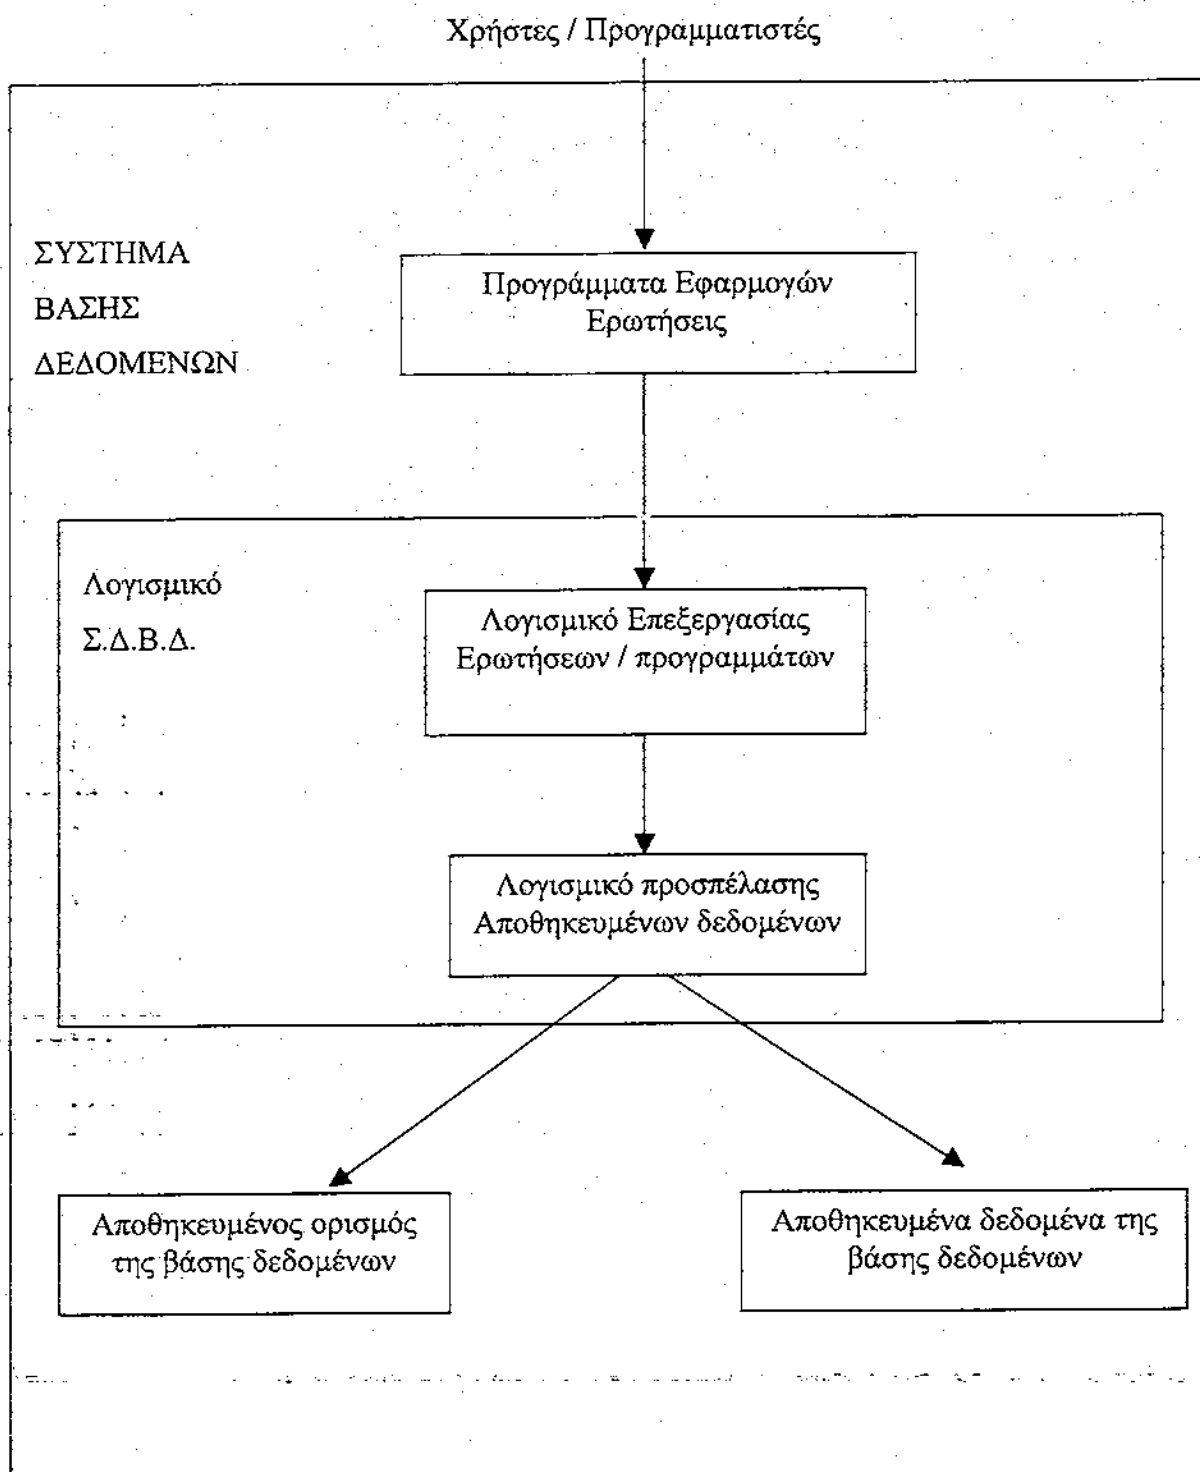 Χρήστες / Προγραμματιστές
ΣΥΣΤΗΜΑ
ΒΑΣΗΣ
ΔΕΔΟΜΕΝΩΝ
Προγράμματα Εφαρμογών
Ερωτήσεις
Λογισμικό
Σ.Δ.Β.Δ.
Λογισμικό Επεξεργασίας
Ερωτήσεων / προγραμμάτων
Λογισμικό προσπέλασης
Αποθηκευμένων δεδομένων
Αποθηκευμένος ορισμός
της βάσης δεδομένων
Αποθηκευμένα δεδομένα της
βάσης δεδομένων